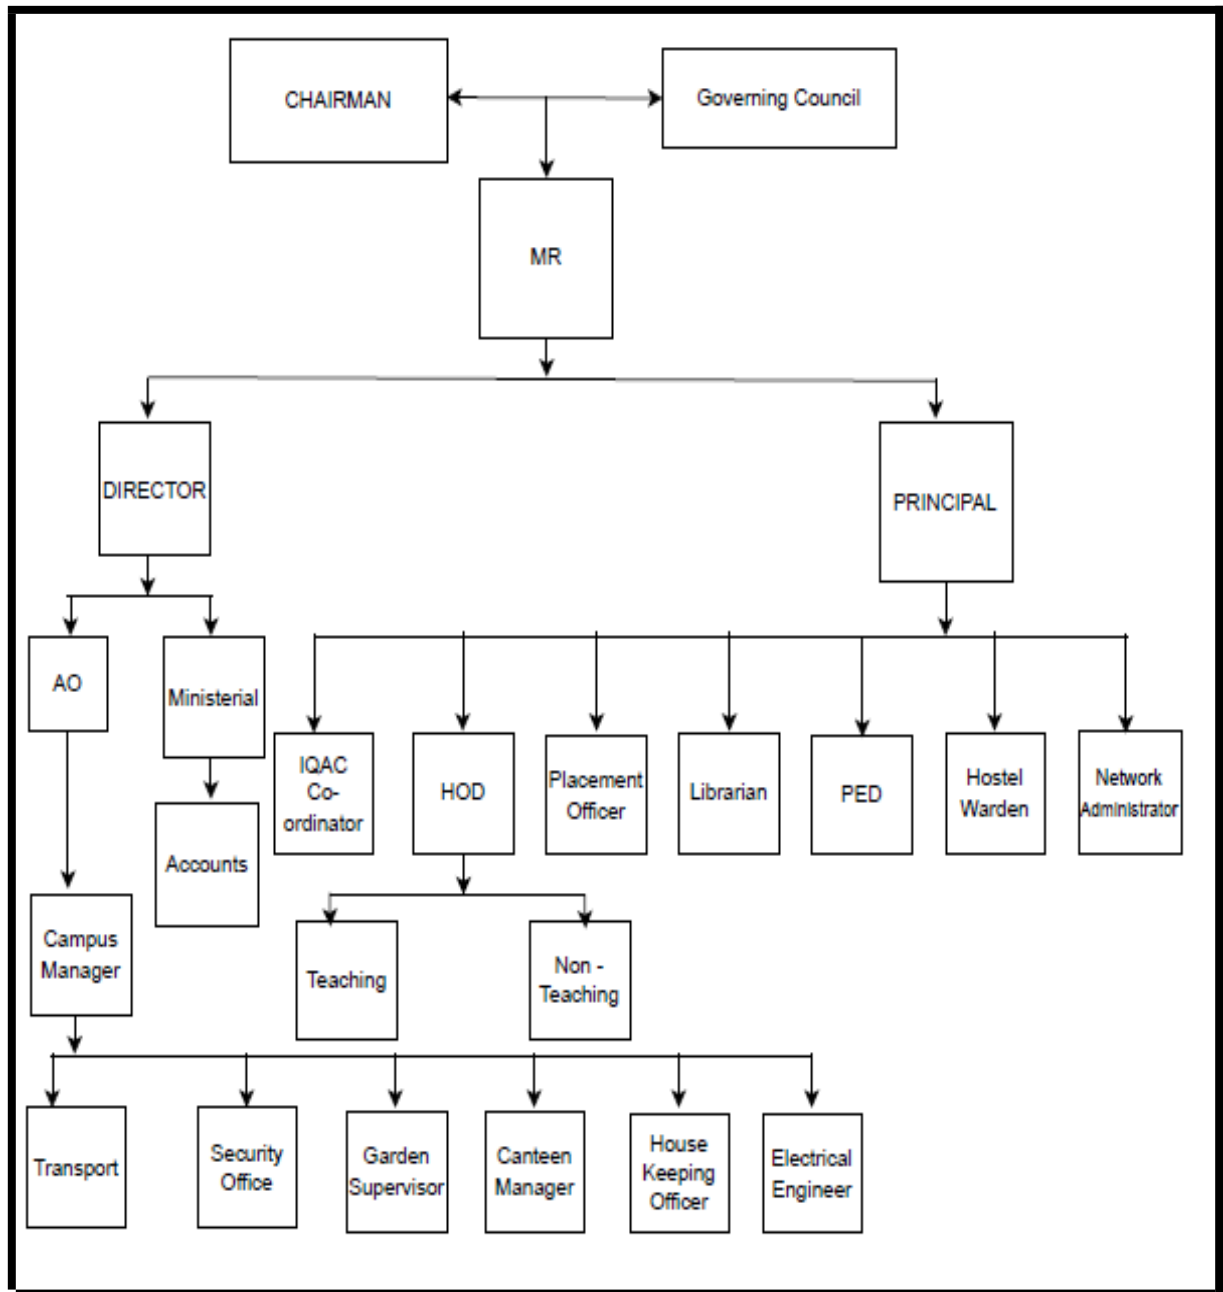 CHAIRMAN
Governing Council
MR
DIRECTOR
PRINCIPAL
AO
Ministerial
IQAC
Co-
ordinator
HOD
Placement
Officer
Librarian
PED
Hostel
Warden
Network
Administrator
Accounts
Campus
Manager
Teaching
Non -
Teaching
Transport
Security
Office
Garden
Supervisor
Canteen
Manager
House
Keeping
Officer
Electrical
Engineer